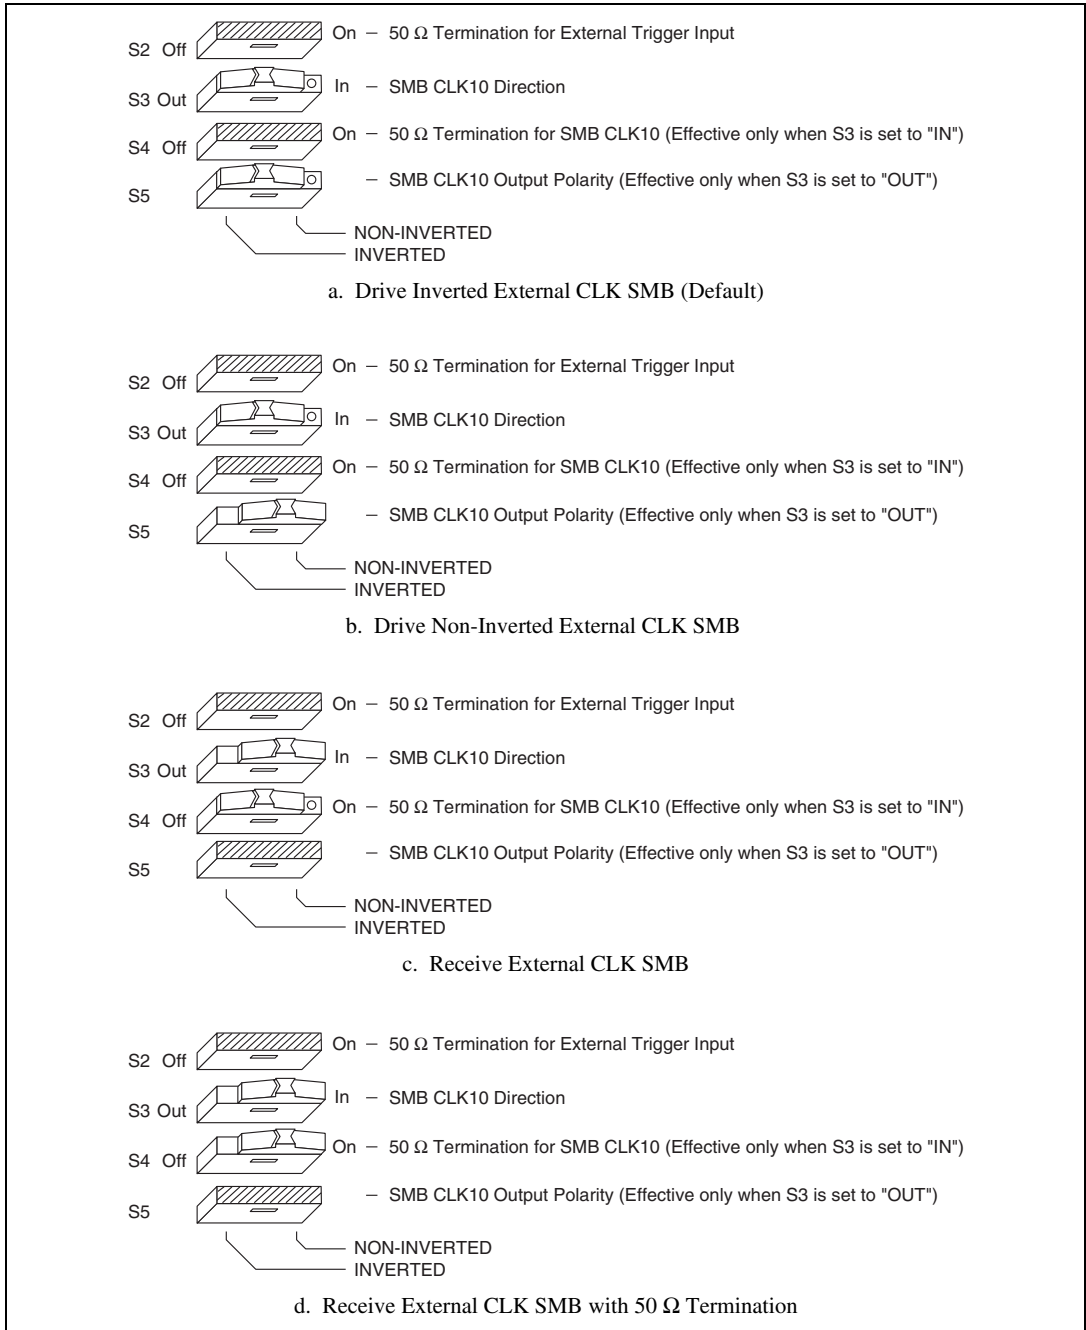 S2 Off On – 50 Ω Termination for External Trigger Input
S3 Out In – SMB CLK10 Direction
S4 Off On – 50 Ω Termination for SMB CLK10 (Effective only when S3 is set to "IN")
S5 – SMB CLK10 Output Polarity (Effective only when S3 is set to "OUT")
NON-INVERTED
INVERTED
a. Drive Inverted External CLK SMB (Default)
S2 Off On – 50 Ω Termination for External Trigger Input
S3 Out In – SMB CLK10 Direction
S4 Off On – 50 Ω Termination for SMB CLK10 (Effective only when S3 is set to "IN")
S5 – SMB CLK10 Output Polarity (Effective only when S3 is set to "OUT")
NON-INVERTED
INVERTED
b. Drive Non-Inverted External CLK SMB
S2 Off On – 50 Ω Termination for External Trigger Input
S3 Out In – SMB CLK10 Direction
S4 Off On – 50 Ω Termination for SMB CLK10 (Effective only when S3 is set to "IN")
S5 – SMB CLK10 Output Polarity (Effective only when S3 is set to "OUT")
NON-INVERTED
INVERTED
c. Receive External CLK SMB
S2 Off On – 50 Ω Termination for External Trigger Input
S3 Out In – SMB CLK10 Direction
S4 Off On – 50 Ω Termination for SMB CLK10 (Effective only when S3 is set to "IN")
S5 – SMB CLK10 Output Polarity (Effective only when S3 is set to "OUT")
NON-INVERTED
INVERTED
d. Receive External CLK SMB with 50 Ω Termination